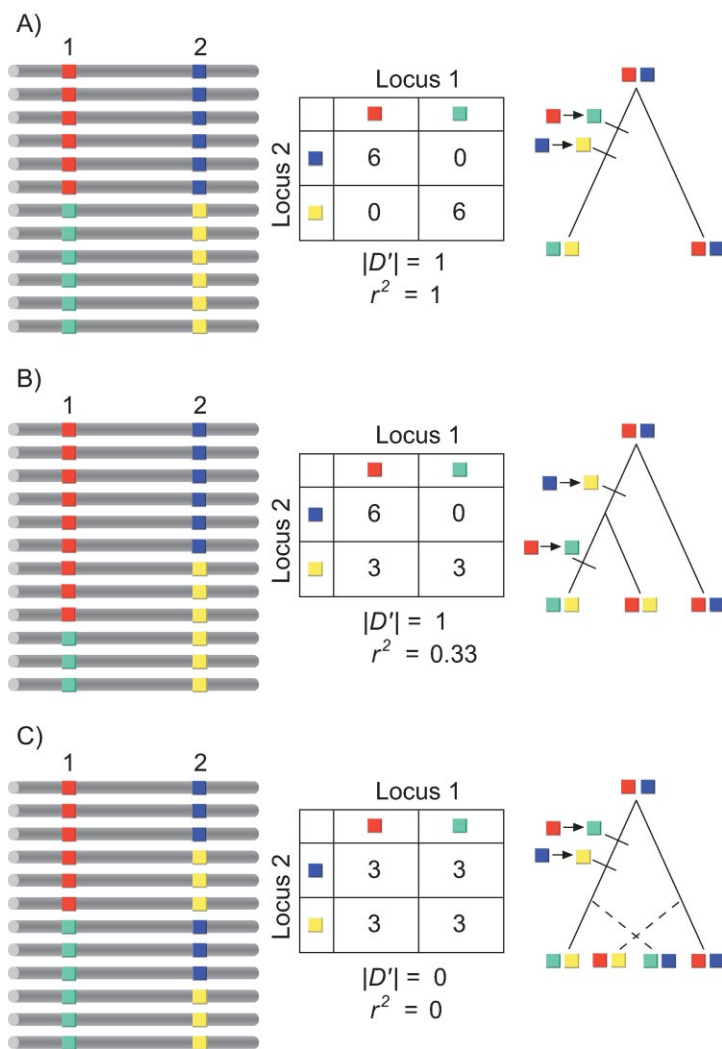 A)
1 2
Locus 1
Locus 2
6 0
0 6
|D′| = 1
r² = 1
B)
1 2
Locus 1
Locus 2
6 0
3 3
|D′| = 1
r² = 0.33
C)
1 2
Locus 1
Locus 2
3 3
3 3
|D′| = 0
r² = 0